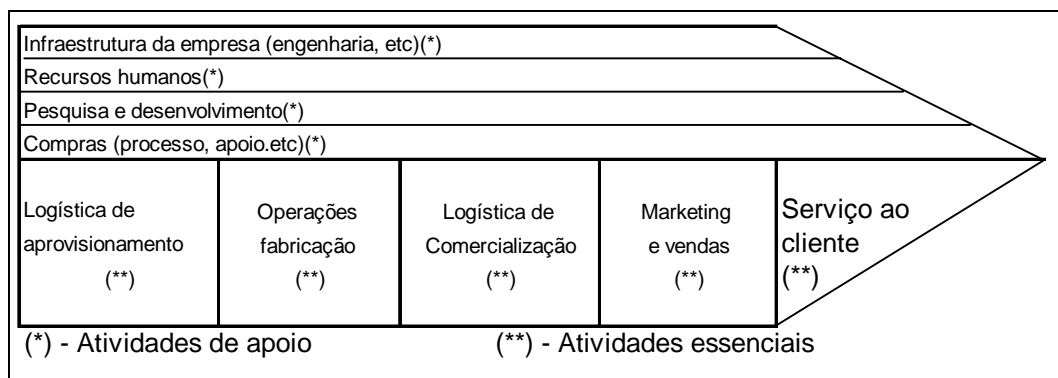 Infraestrutura da empresa (engenharia, etc)(*)
Recursos humanos(*)
Pesquisa e desenvolvimento(*)
Compras (processo, apoio.etc)(*)
Logística de
aprovisionamento
(**)
Operações
fabricação
(**)
Logística de
Comercialização
(**)
Marketing
e vendas
(**)
Serviço ao
cliente
(**)
(*) - Atividades de apoio
(**) - Atividades essenciais